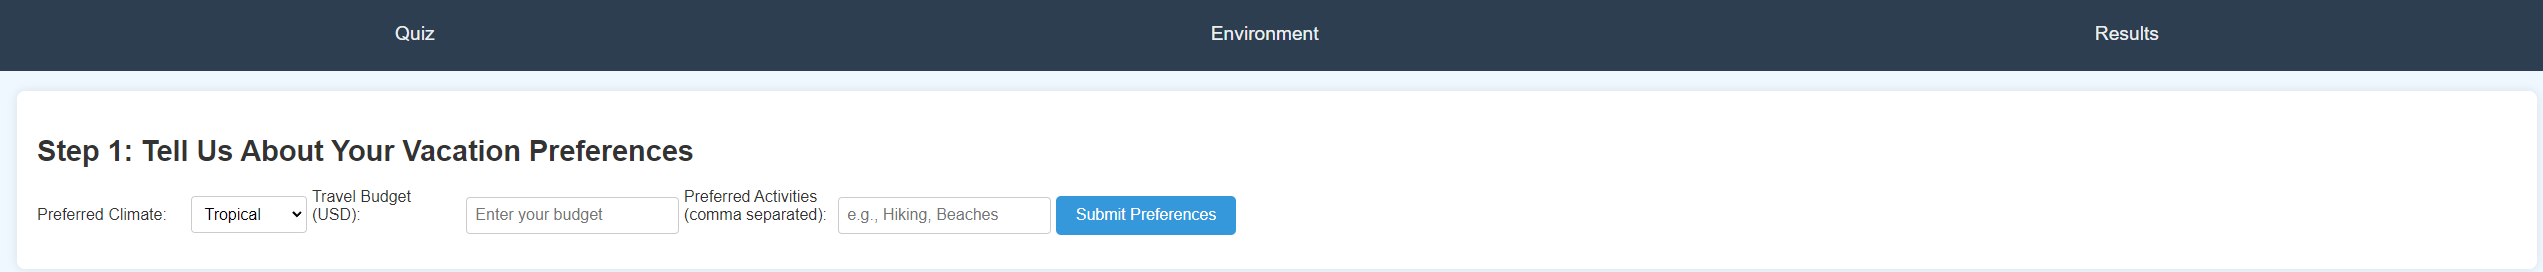 Quiz
Environment
Results
Step 1: Tell Us About Your Vacation Preferences
Preferred Climate:
Tropical
Travel Budget
(USD):
Enter your budget
Preferred Activities
(comma separated):
e.g., Hiking, Beaches
Submit Preferences